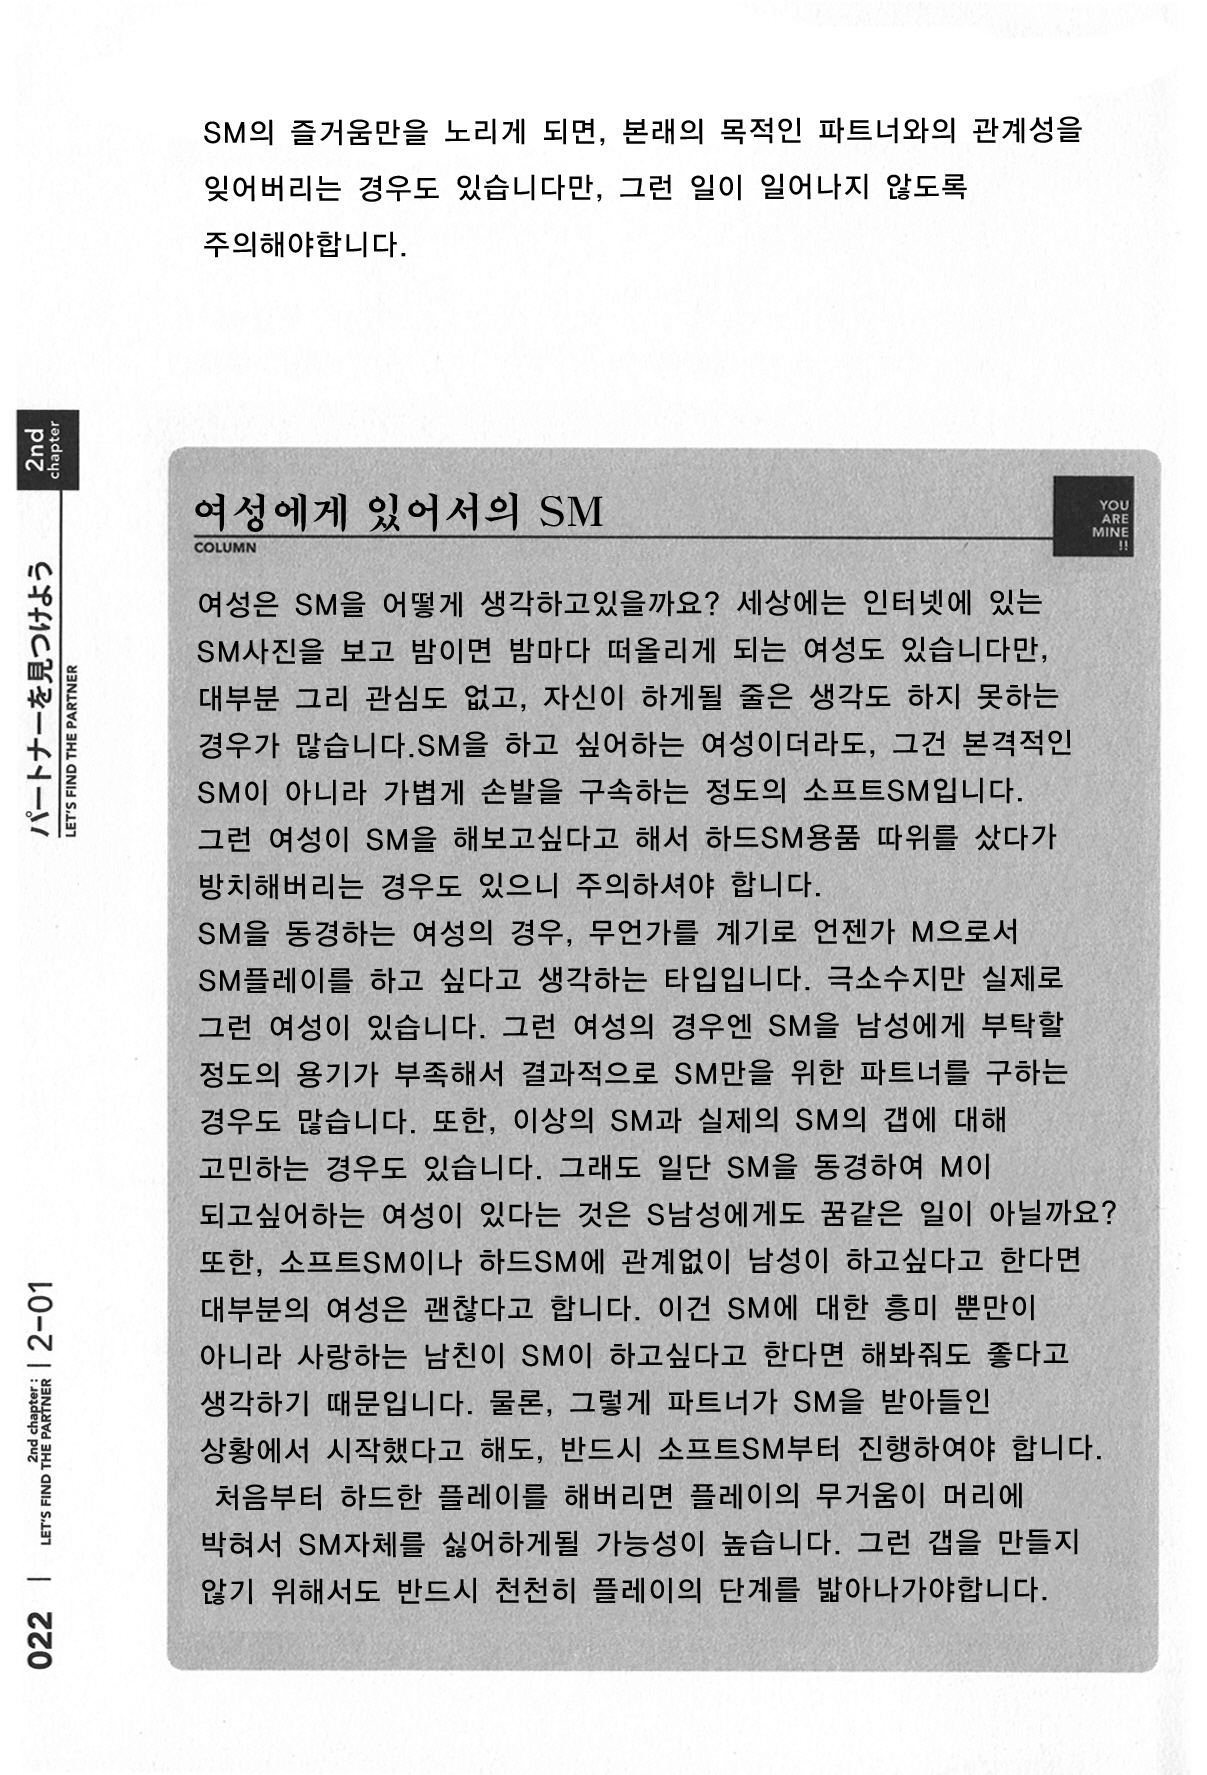 SM의 즐거움만을 노리게 되면, 본래의 목적인 파트너와의 관계성을
잊어버리는 경우도 있습니다만, 그런 일이 일어나지 않도록
주의해야합니다.
2nd
chapter
パートナーを見つけよう
LET'S FIND THE PARTNER
여성에게 있어서의 SM
COLUMN
YOU
ARE
MINE
!!
여성은 SM을 어떻게 생각하고있을까요? 세상에는 인터넷에 있는
SM사진을 보고 밤이면 밤마다 떠올리게 되는 여성도 있습니다만,
대부분 그리 관심도 없고, 자신이 하게될 줄은 생각도 하지 못하는
경우가 많습니다.SM을 하고 싶어하는 여성이더라도, 그건 본격적인
SM이 아니라 가볍게 손발을 구속하는 정도의 소프트SM입니다.
그런 여성이 SM을 해보고싶다고 해서 하드SM용품 따위를 샀다가
방치해버리는 경우도 있으니 주의하셔야 합니다.
SM을 동경하는 여성의 경우, 무언가를 계기로 언젠가 M으로서
SM플레이를 하고 싶다고 생각하는 타입입니다. 극소수지만 실제로
그런 여성이 있습니다. 그런 여성의 경우엔 SM을 남성에게 부탁할
정도의 용기가 부족해서 결과적으로 SM만을 위한 파트너를 구하는
경우도 많습니다. 또한, 이상의 SM과 실제의 SM의 갭에 대해
고민하는 경우도 있습니다. 그래도 일단 SM을 동경하여 M이
되고싶어하는 여성이 있다는 것은 S남성에게도 꿈같은 일이 아닐까요?
또한, 소프트SM이나 하드SM에 관계없이 남성이 하고싶다고 한다면
대부분의 여성은 괜찮다고 합니다. 이건 SM에 대한 흥미 뿐만이
아니라 사랑하는 남친이 SM이 하고싶다고 한다면 해봐줘도 좋다고
생각하기 때문입니다. 물론, 그렇게 파트너가 SM을 받아들인
상황에서 시작했다고 해도, 반드시 소프트SM부터 진행하여야 합니다.
처음부터 하드한 플레이를 해버리면 플레이의 무거움이 머리에
박혀서 SM자체를 싫어하게될 가능성이 높습니다. 그런 갭을 만들지
않기 위해서도 반드시 천천히 플레이의 단계를 밟아나가야합니다.
022 | 2nd chapter :
LET'S FIND THE PARTNER | 2-01